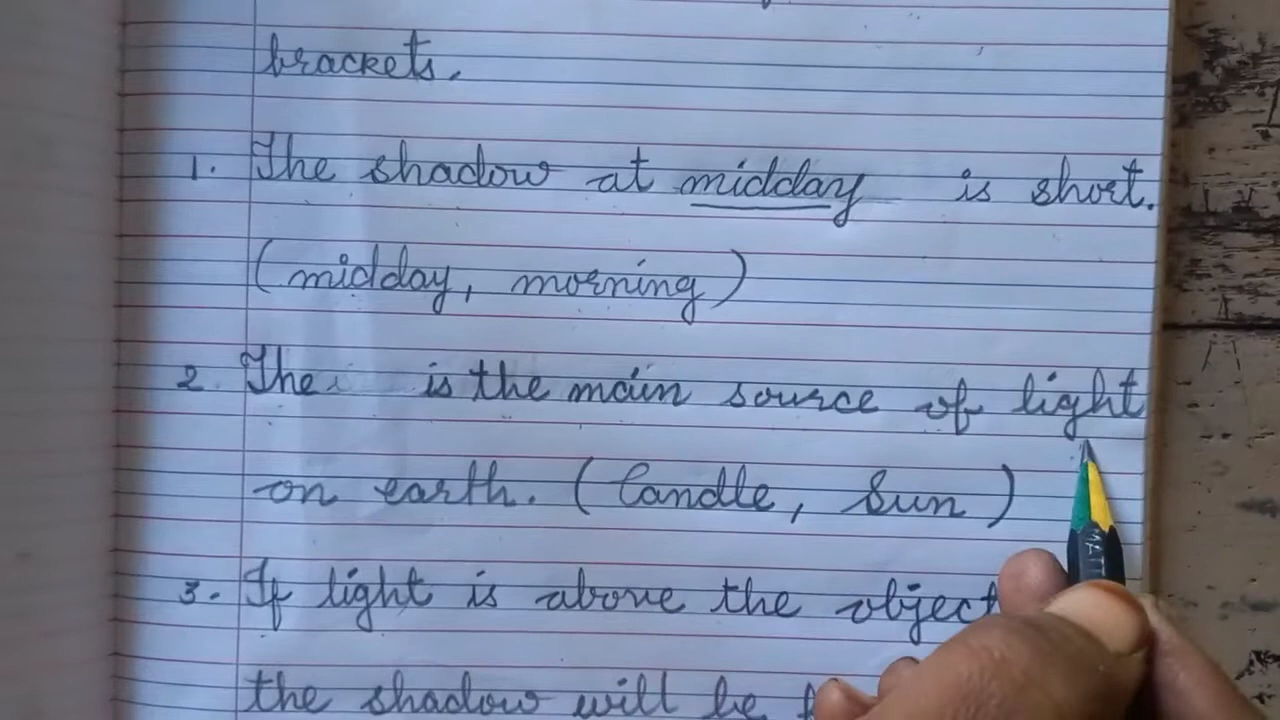 brackets.
1. The shadow at midday is short.
(midday, morning)
2. The is the main source of light
on earth. (Candle, Sun)
3. If light is above the object
the shadow will be